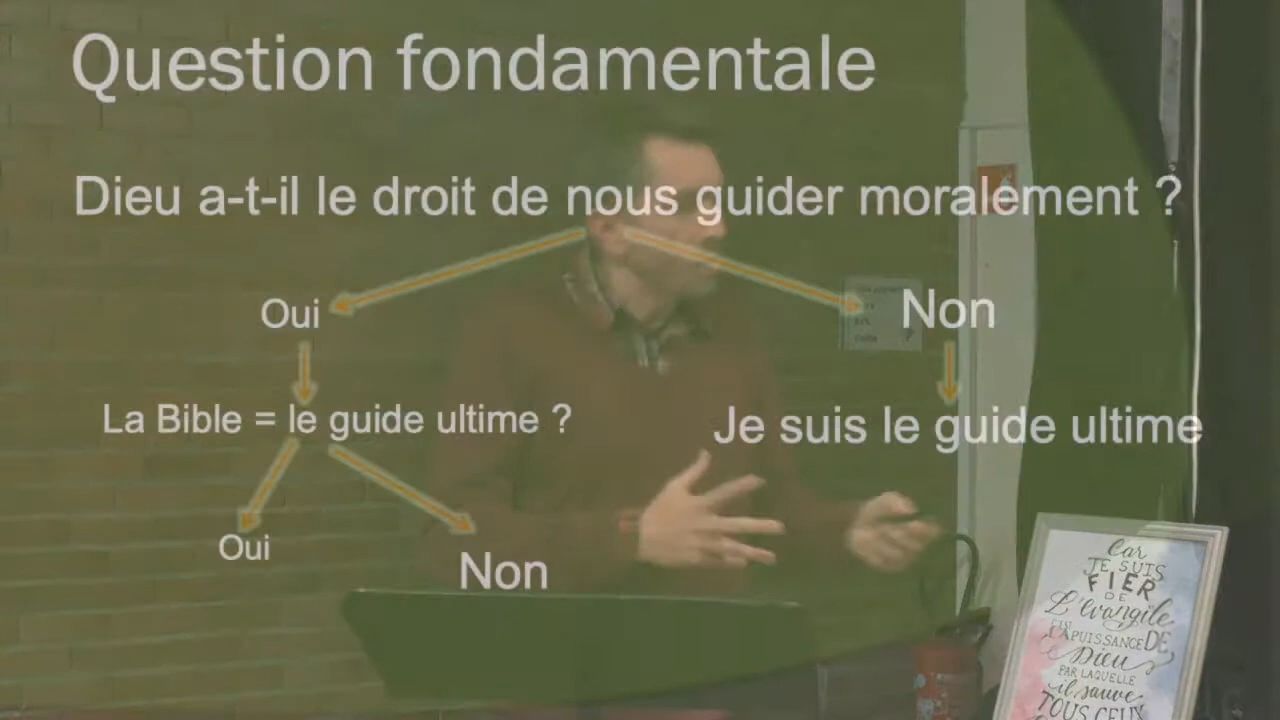 Question fondamentale
Dieu a-t-il le droit de nous guider moralement ?
Oui
Non
La Bible = le guide ultime ?
Je suis le guide ultime
Oui
Non
Car
JE SUIS
FIER
DE
L'évangile
PUISSANCE DE
Dieu
PAR LAQUELLE
il sauve
TOUS CEUX